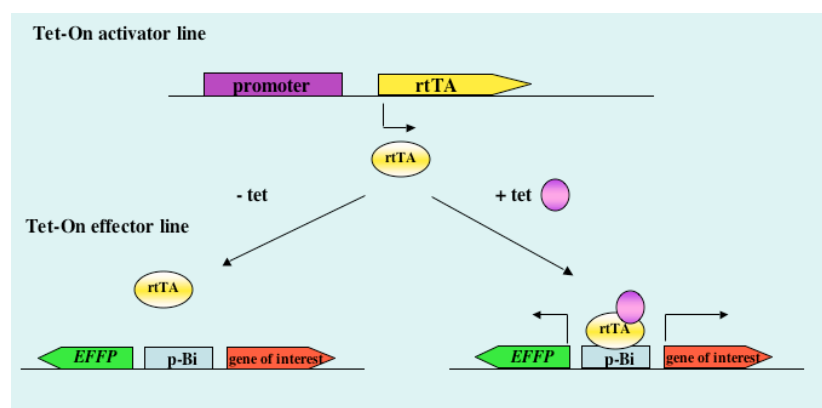 Tet-On activator line
promoter
rtTA
rtTA
- tet
+ tet
Tet-On effector line
rtTA
rtTA
EFFP
p-Bi
gene of interest
EFFP
p-Bi
gene of interest